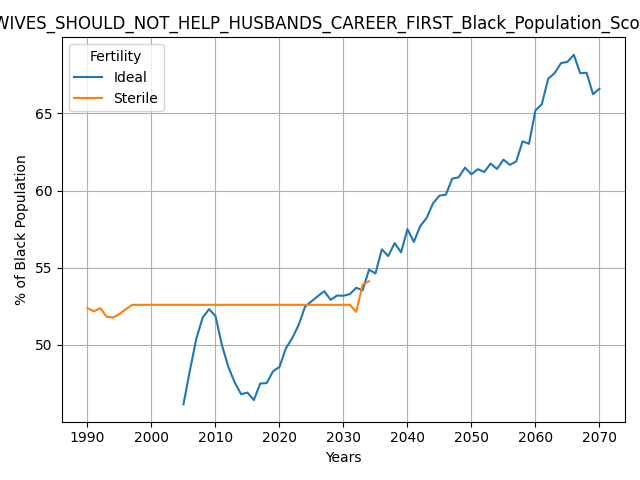 WIVES_SHOULD_NOT_HELP_HUSBANDS_CAREER_FIRST_Black_Population_Sco
Fertility
Ideal
Sterile
% of Black Population
65
60
55
50
1990 2000 2010 2020 2030 2040 2050 2060 2070
Years